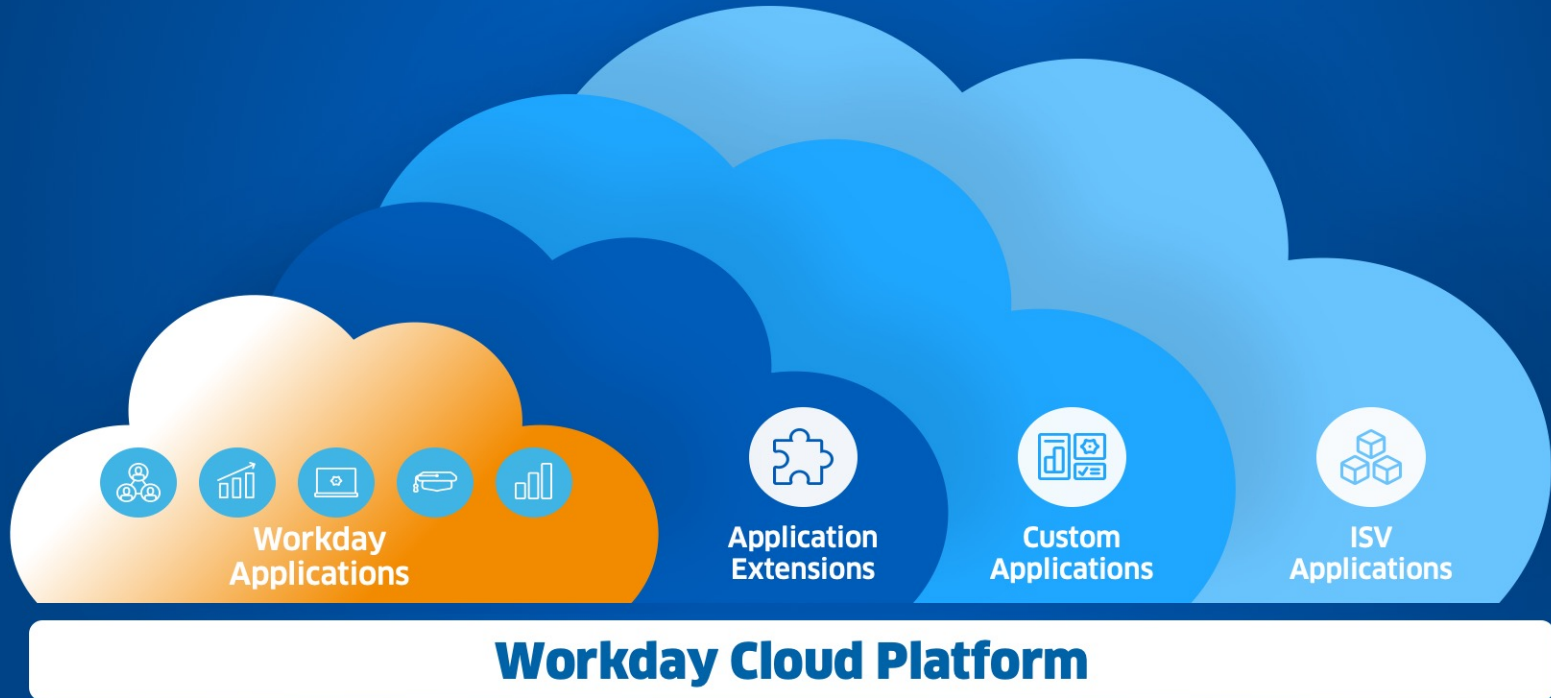 Workday
Applications
Application
Extensions
Custom
Applications
ISV
Applications
Workday Cloud Platform